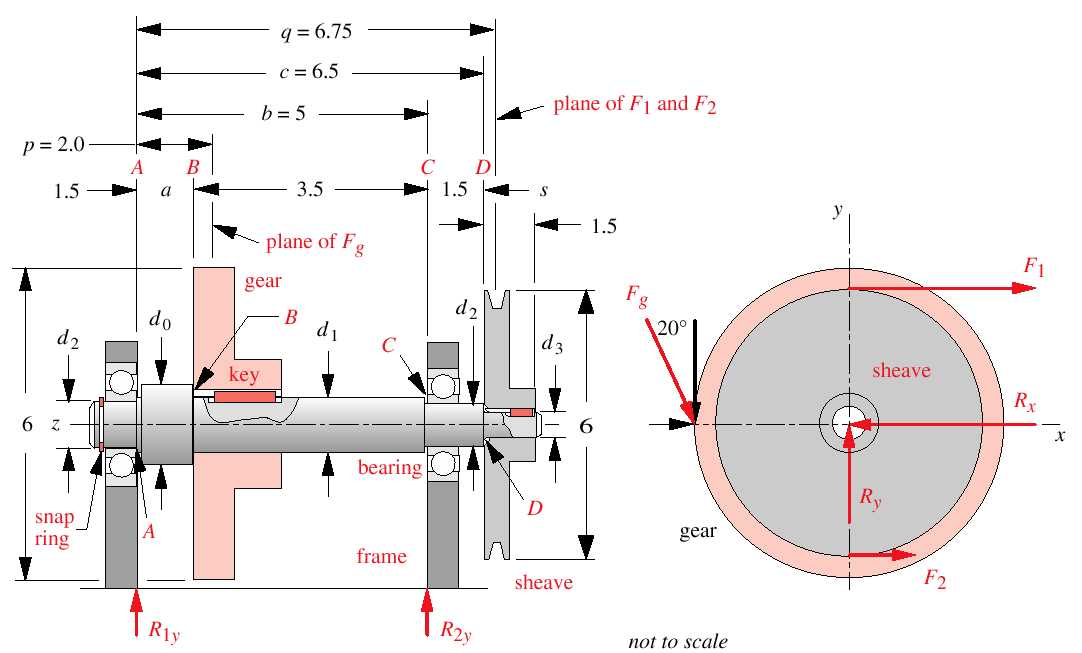 q = 6.75
c = 6.5
plane of F1 and F2
b = 5
p = 2.0
A B C D
1.5 a 3.5 1.5 s
1.5
y
plane of Fg
gear
F1
Fg
B
d0
d2
d1
d2
20°
C
d3
key
sheave
Rx
6 z
6
x
bearing
Ry
snap
ring
A
D
gear
frame
sheave
F2
R1y
R2y
not to scale